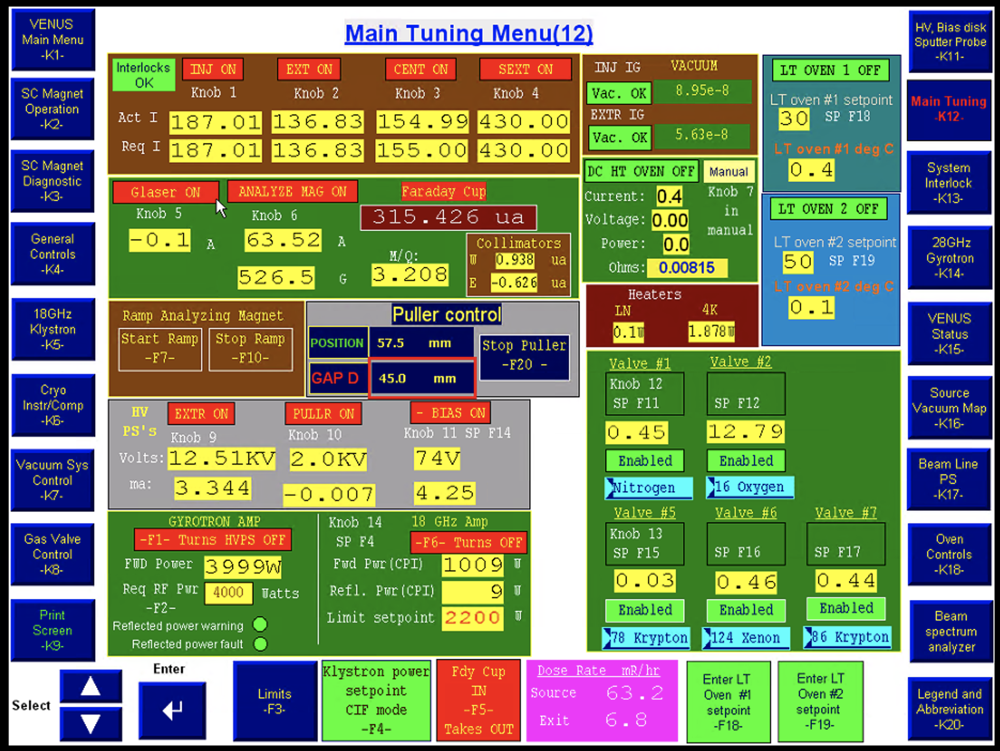 Main Tuning Menu(12)
VENUS
Main Menu
-K1-
SC Magnet
Operation
-K2-
SC Magnet
Diagnostic
-K3-
General
Controls
-K4-
18GHz
Klystron
-K5-
Cryo
Instr/Comp
-K6-
Vacuum Sys
Control
-K7-
Gas Valve
Control
-K8-
Print
Screen
-K9-
Interlocks
OK
INJ ON
EXT ON
CENT ON
SEXT ON
Knob 1
Knob 2
Knob 3
Knob 4
Act I
187.01
136.83
154.99
430.00
Req I
187.01
136.83
155.00
430.00
Glaser ON
ANALYZE MAG ON
Faraday Cup
Knob 5
Knob 6
315.426 ua
-0.1 A
63.52 A
526.5 G
M/Q:
3.208
Collimators
W 0.938 ua
E -0.626 ua
Ramp Analyzing Magnet
Start Ramp
-F7-
Stop Ramp
-F10-
Puller control
POSITION
57.5 mm
GAP D
45.0 mm
Stop Puller
-F20 -
HV
PS's
EXTR ON
PULLR ON
- BIAS ON
Knob 9
Knob 10
Knob 11 SP F14
Volts:
12.51KV
2.0KV
74V
ma:
3.344
-0.007
4.25
GYROTRON AMP
-F1- Turns HVPS OFF
FWD Power
3999W
Req RF Pwr
4000
Watts
-F2-
Reflected power warning
Reflected power fault
Knob 14
SP F4
18 GHz Amp
-F6- Turns OFF
Fwd Pwr(CPI)
1009 W
Refl. Pwr(CPI)
9 W
Limit setpoint
2200 W
INJ IG
VACUUM
Vac. OK
8.95e-8
EXTR IG
Vac. OK
5.63e-8
DC HT OVEN OFF
Manual
Current: 0.4
Voltage: 0.00
Power: 0.0
Ohms: 0.00815
Knob 7
in
manual
Heaters
LN
4K
0.1W
1.878W
LT OVEN 1 OFF
LT oven #1 setpoint
30
SP F18
LT oven #1 deg C
0.4
LT OVEN 2 OFF
LT oven #2 setpoint
50
SP F19
LT oven #2 deg C
0.1
Valve #1
Valve #2
Knob 12
SP F11
SP F12
0.45
12.79
Enabled
Enabled
Nitrogen
16 Oxygen
Valve #5
Valve #6
Valve #7
Knob 13
SP F15
SP F16
SP F17
0.03
0.46
0.44
Enabled
Enabled
Enabled
78 Krypton
124 Xenon
86 Krypton
HV, Bias disk
Sputter Probe
-K11-
Main Tuning
-K12-
System
Interlock
-K13-
28GHz
Gyrotron
-K14-
VENUS
Status
-K15-
Source
Vacuum Map
-K16-
Beam Line
PS
-K17-
Oven
Controls
-K18-
Beam
spectrum
analyzer
Legend and
Abbreviation
-K20-
Select
Enter
Limits
-F3-
Klystron power
setpoint
CIF mode
-F4-
Fdy Cup
IN
-F5-
Takes OUT
Dose Rate mR/hr
Source 63.2
Exit 6.8
Enter LT
Oven #1
setpoint
-F18-
Enter LT
Oven #2
setpoint
-F19-